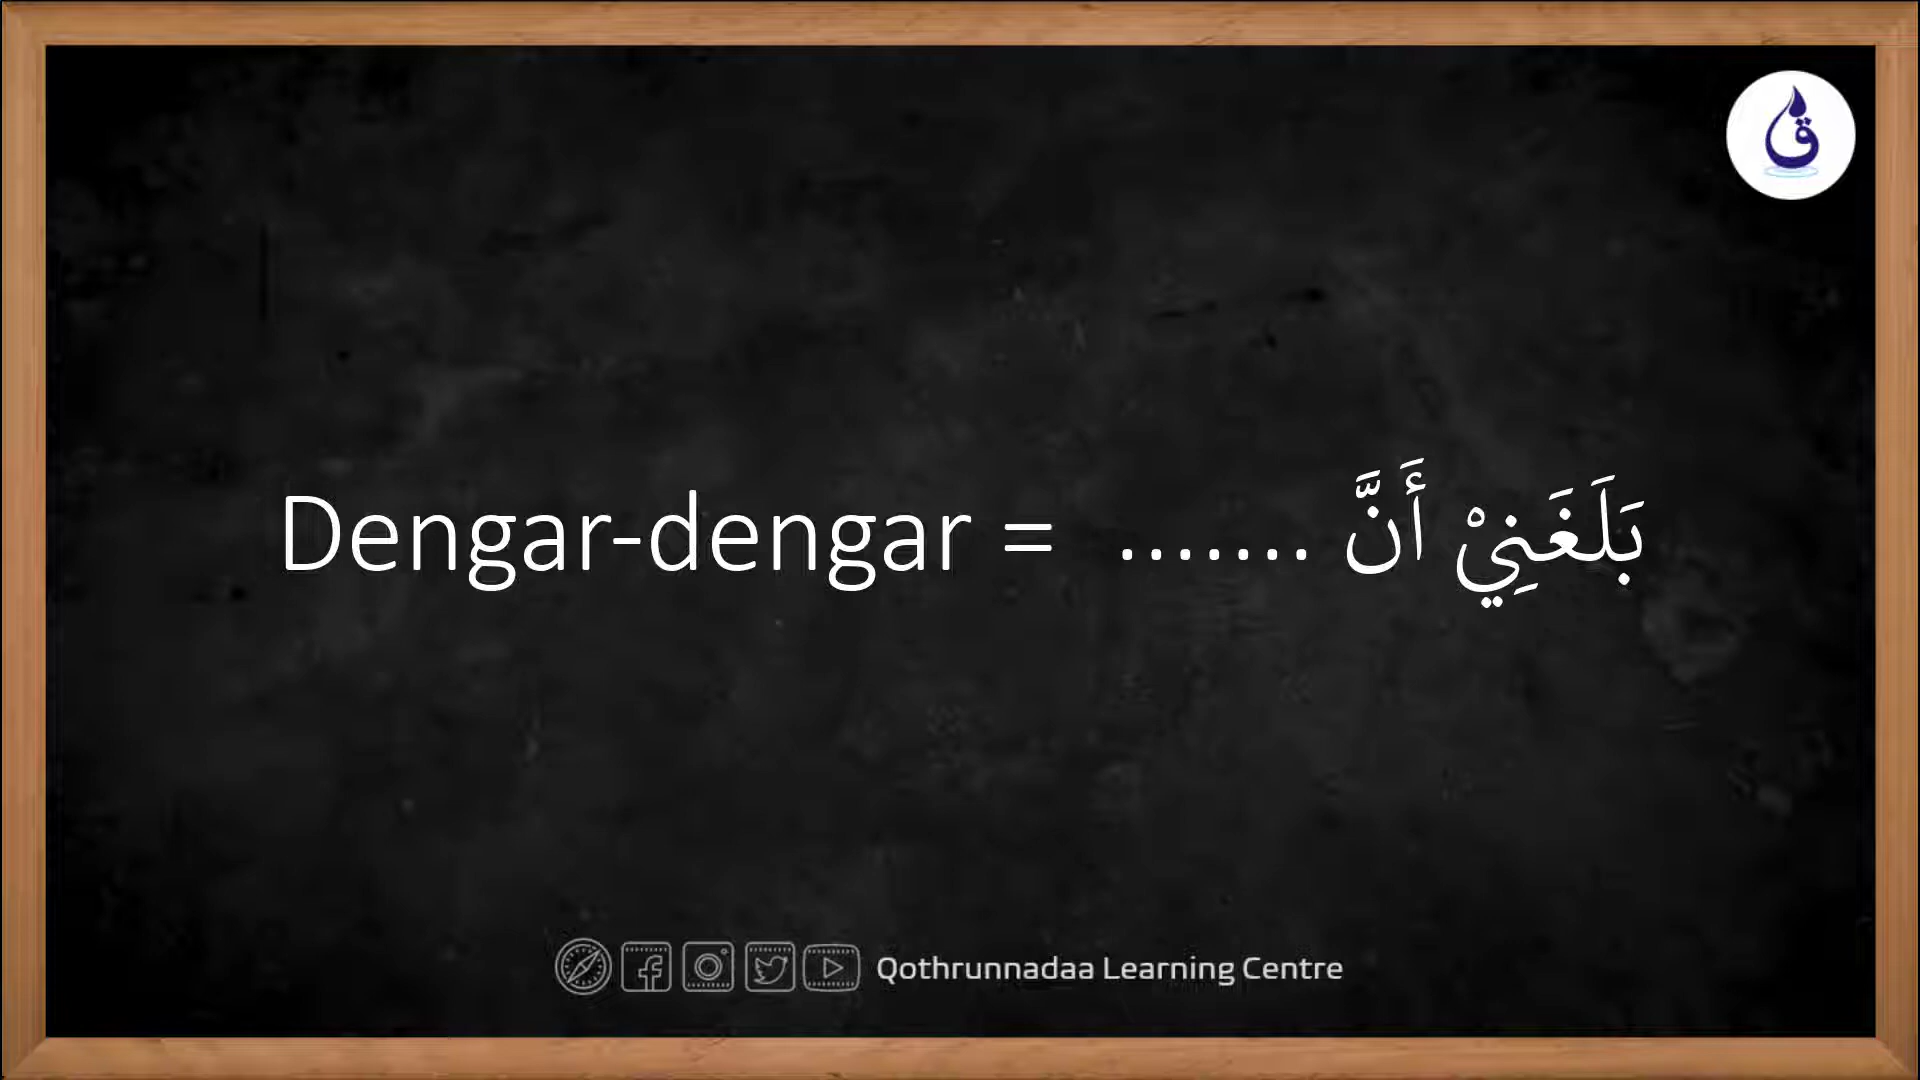 Dengar-dengar = ....... بَلَغَنِيْ أَنَّ
Qothrunnadaa Learning Centre